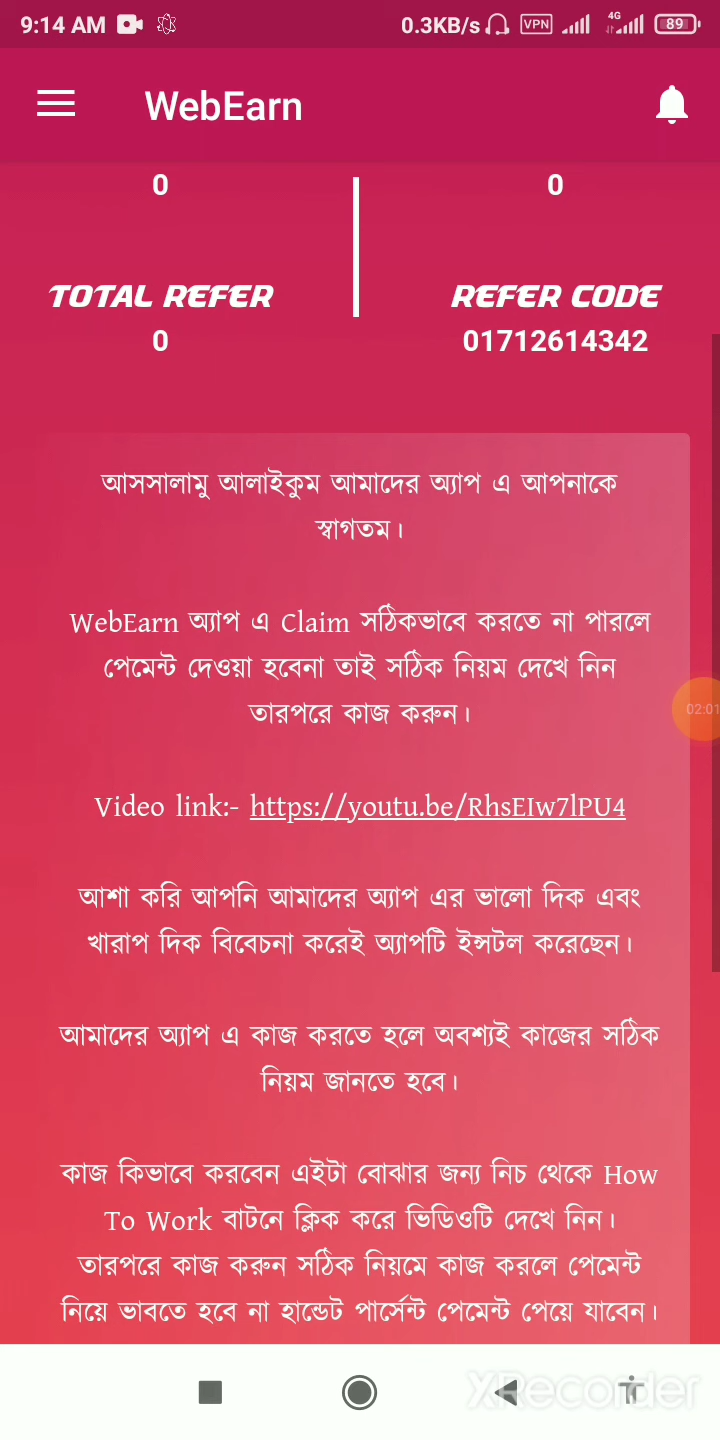 9:14 AM 0.3KB/s VPN 4G 89
WebEarn
0 0
TOTAL REFER REFER CODE
0 01712614342
আসসালামু আলাইকুম আমাদের অ্যাপ এ আপনাকে
স্বাগতম।
WebEarn অ্যাপ এ Claim সঠিকভাবে করতে না পারলে
পেমেন্ট দেওয়া হবেনা তাই সঠিক নিয়ম দেখে নিন
তারপরে কাজ করুন।
02:01
Video link:- https://youtu.be/RhsEIw7lPU4
আশা করি আপনি আমাদের অ্যাপ এর ভালো দিক এবং
খারাপ দিক বিবেচনা করেই অ্যাপটি ইন্সটল করেছেন।
আমাদের অ্যাপ এ কাজ করতে হলে অবশ্যই কাজের সঠিক
নিয়ম জানতে হবে।
কাজ কিভাবে করবেন এইটা বোঝার জন্য নিচ থেকে How
To Work বাটনে ক্লিক করে ভিডিওটি দেখে নিন।
তারপরে কাজ করুন সঠিক নিয়মে কাজ করলে পেমেন্ট
নিয়ে ভাবতে হবে না হান্ডেট পার্সেন্ট পেমেন্ট পেয়ে যাবেন।
XRecorder